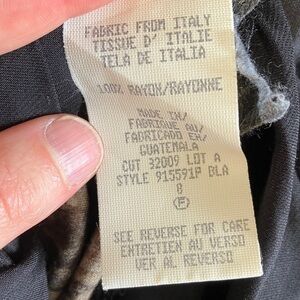 FABRIC FROM ITALY
TISSUE D' ITALIE
TELA DE ITALIA
100% RAYON/RAYONNE
MADE IN/
FABRIQUE AU/
FABRICADO EN/
GUATEMALA
CUT 32009 LOT A
STYLE 915591P BLA
8
P
SEE REVERSE FOR CARE
ENTRETIEN AU VERSO
VER AL REVERSO